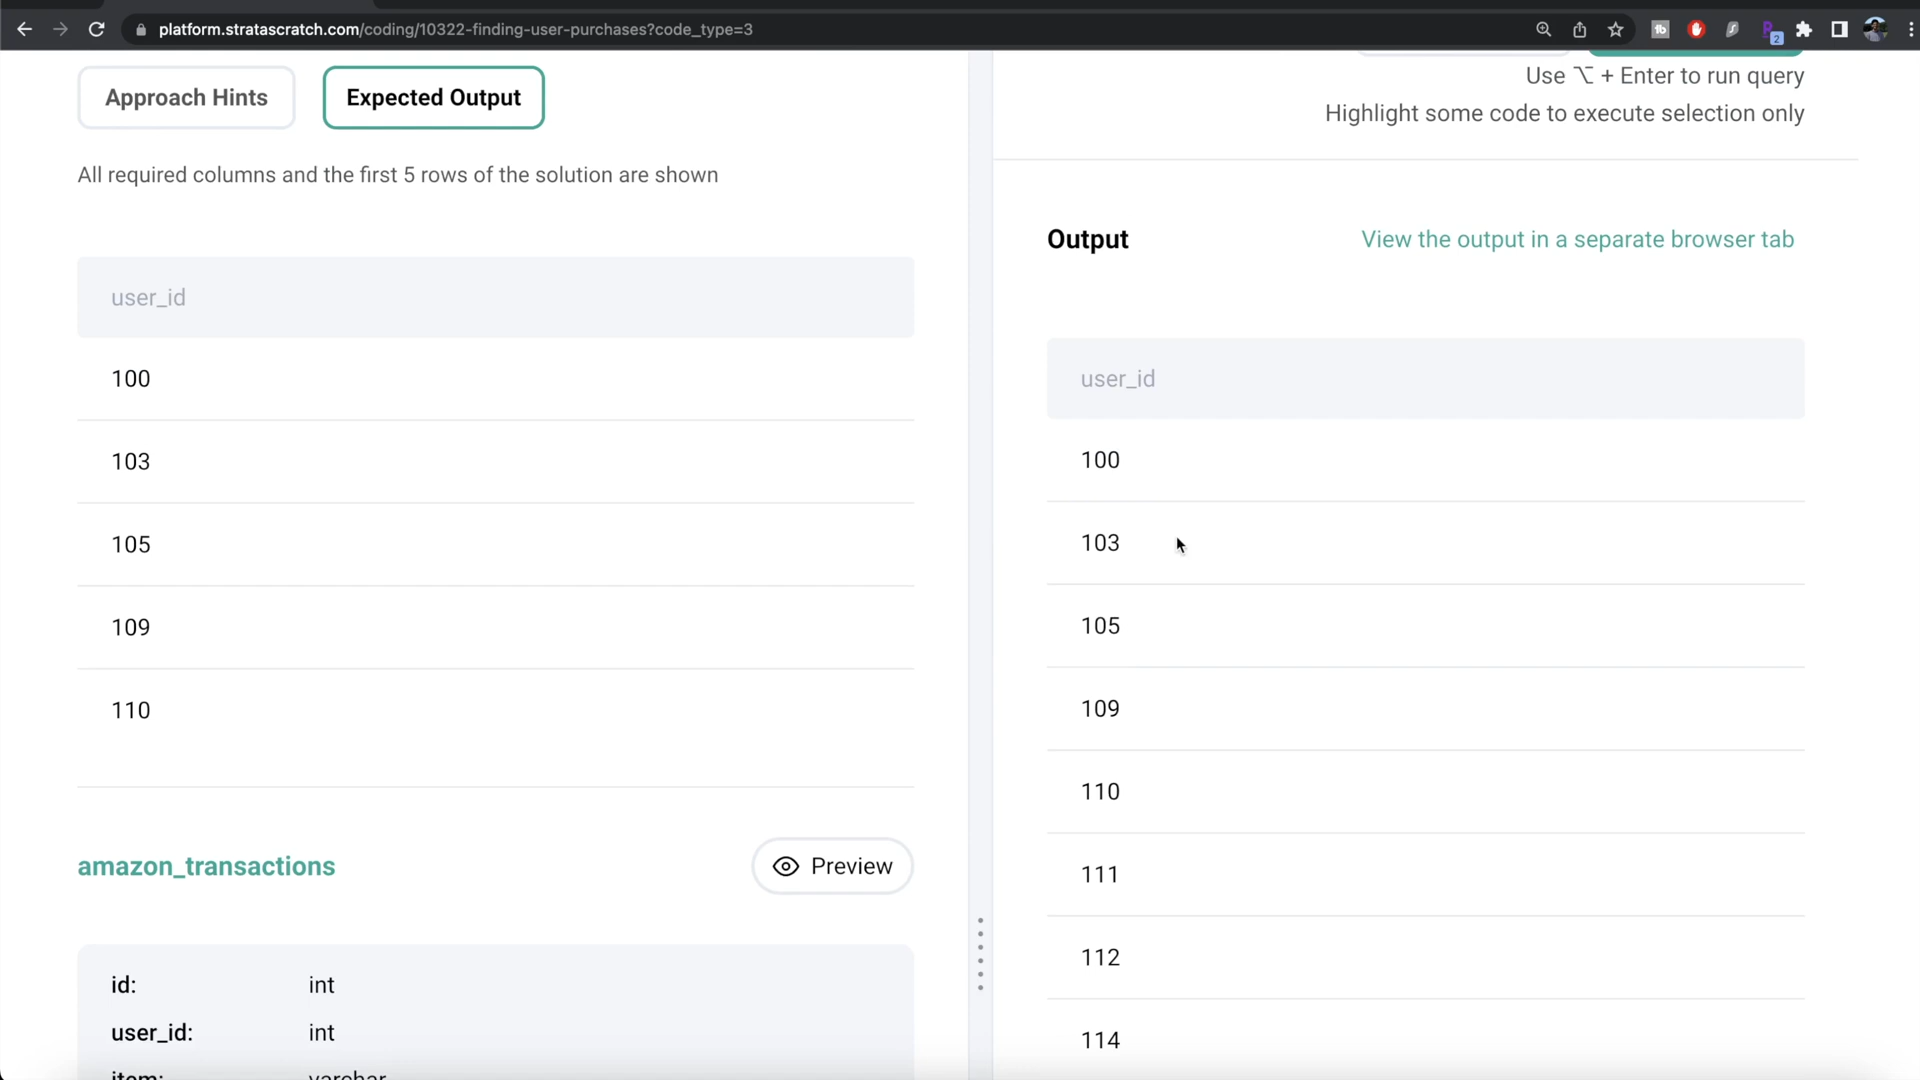 platform.stratascratch.com/coding/10322-finding-user-purchases?code_type=3
2
Approach Hints
Expected Output
All required columns and the first 5 rows of the solution are shown
user_id
100
103
105
109
110
amazon_transactions
Preview
id: int
user_id: int
item: varchar
Use ⌥ + Enter to run query
Highlight some code to execute selection only
Output
View the output in a separate browser tab
user_id
100
103
105
109
110
111
112
114